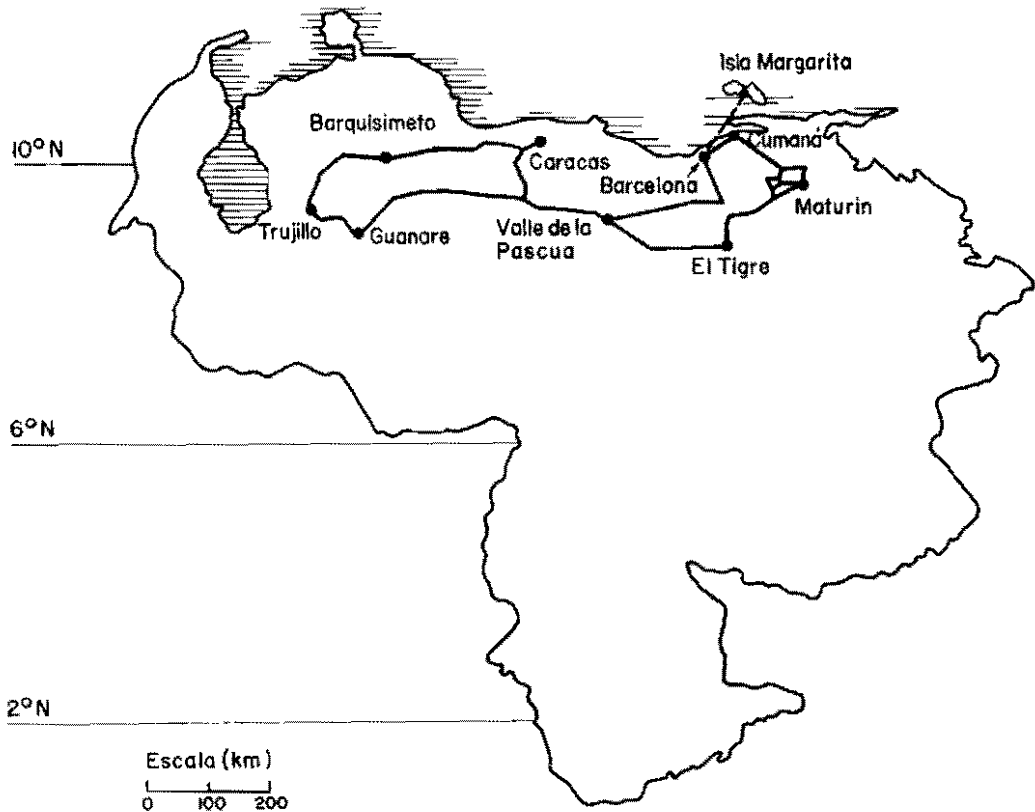 Isla Margarita
Barquisimeto
Cumaná
10°N
Caracas
Barcelona
Maturin
Trujillo
Guanare
Valle de la
Pascua
El Tigre
6°N
2°N
Escala (km)
0 100 200